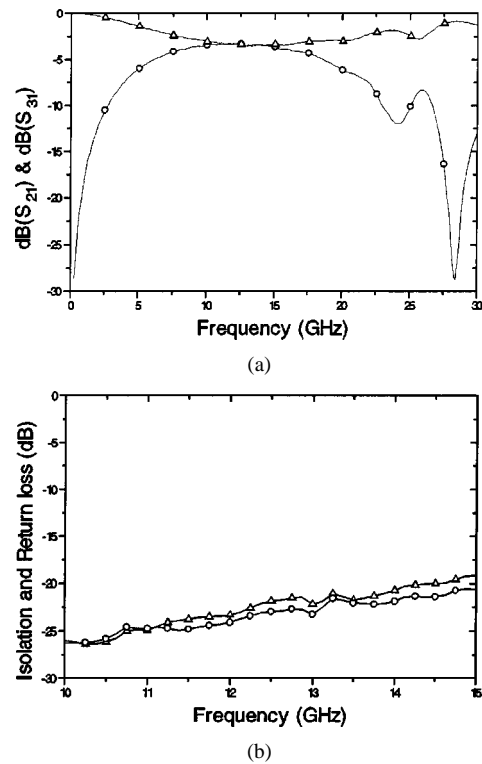 0
-5
-10
-15
-20
-25
-30
dB(S21) & dB(S31)
0 5 10 15 20 25 30
Frequency (GHz)
(a)
0
-5
-10
-15
-20
-25
-30
Isolation and Return loss (dB)
10 11 12 13 14 15
Frequency (GHz)
(b)